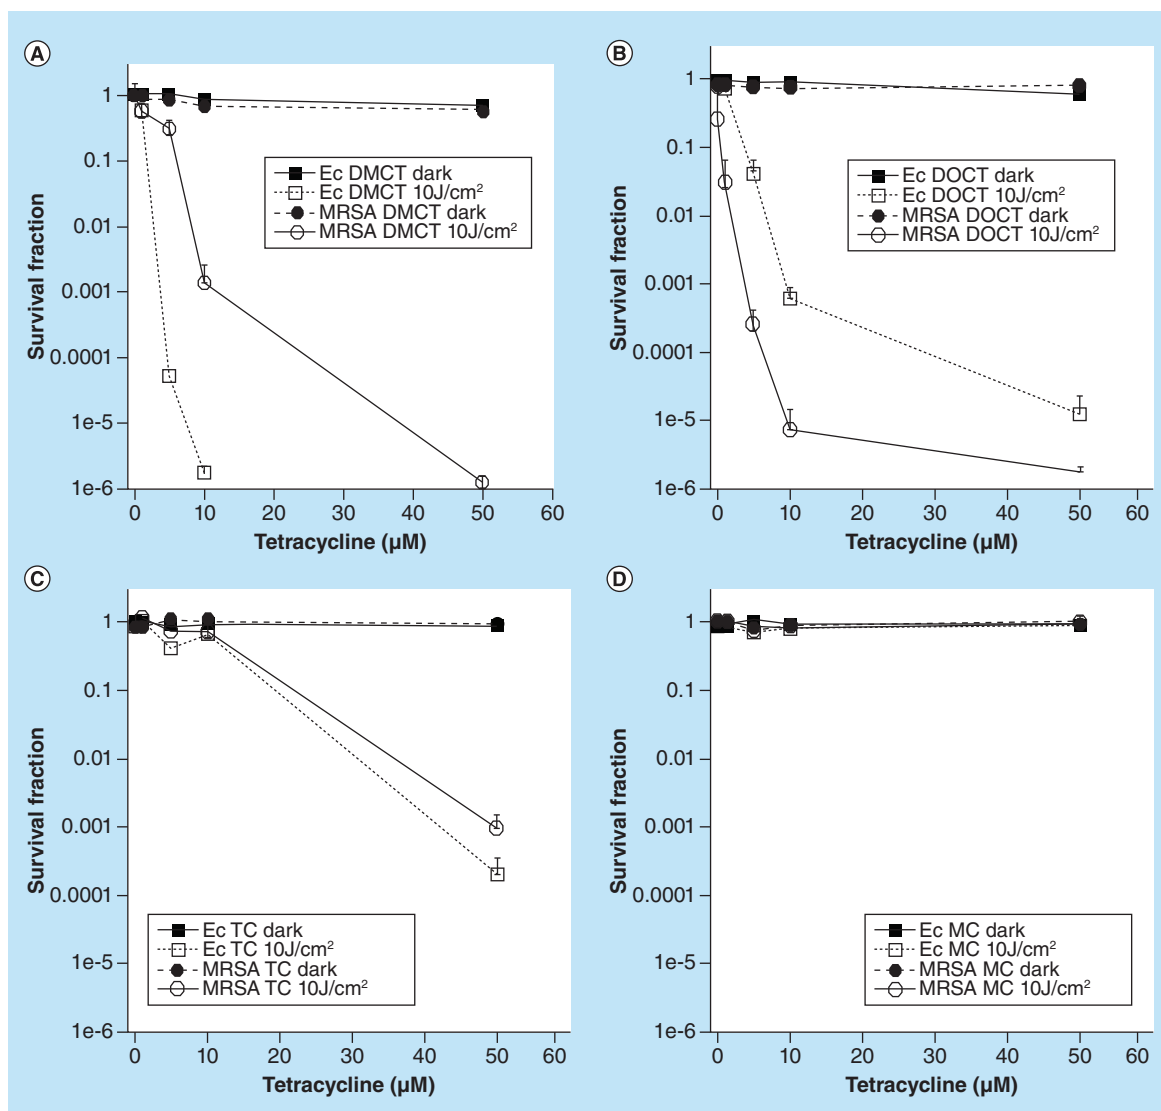 A
1
0.1
0.01
0.001
0.0001
1e-5
1e-6
Survival fraction
Ec DMCT dark
Ec DMCT 10J/cm²
MRSA DMCT dark
MRSA DMCT 10J/cm²
0 10 20 30 40 50 60
Tetracycline (µM)
B
1
0.1
0.01
0.001
0.0001
1e-5
1e-6
Survival fraction
Ec DOCT dark
Ec DOCT 10J/cm²
MRSA DOCT dark
MRSA DOCT 10J/cm²
0 10 20 30 40 50 60
Tetracycline (µM)
C
1
0.1
0.01
0.001
0.0001
1e-5
1e-6
Survival fraction
Ec TC dark
Ec TC 10J/cm²
MRSA TC dark
MRSA TC 10J/cm²
0 10 20 30 40 50 60
Tetracycline (µM)
D
1
0.1
0.01
0.001
0.0001
1e-5
1e-6
Survival fraction
Ec MC dark
Ec MC 10J/cm²
MRSA MC dark
MRSA MC 10J/cm²
0 10 20 30 40 50 60
Tetracycline (µM)